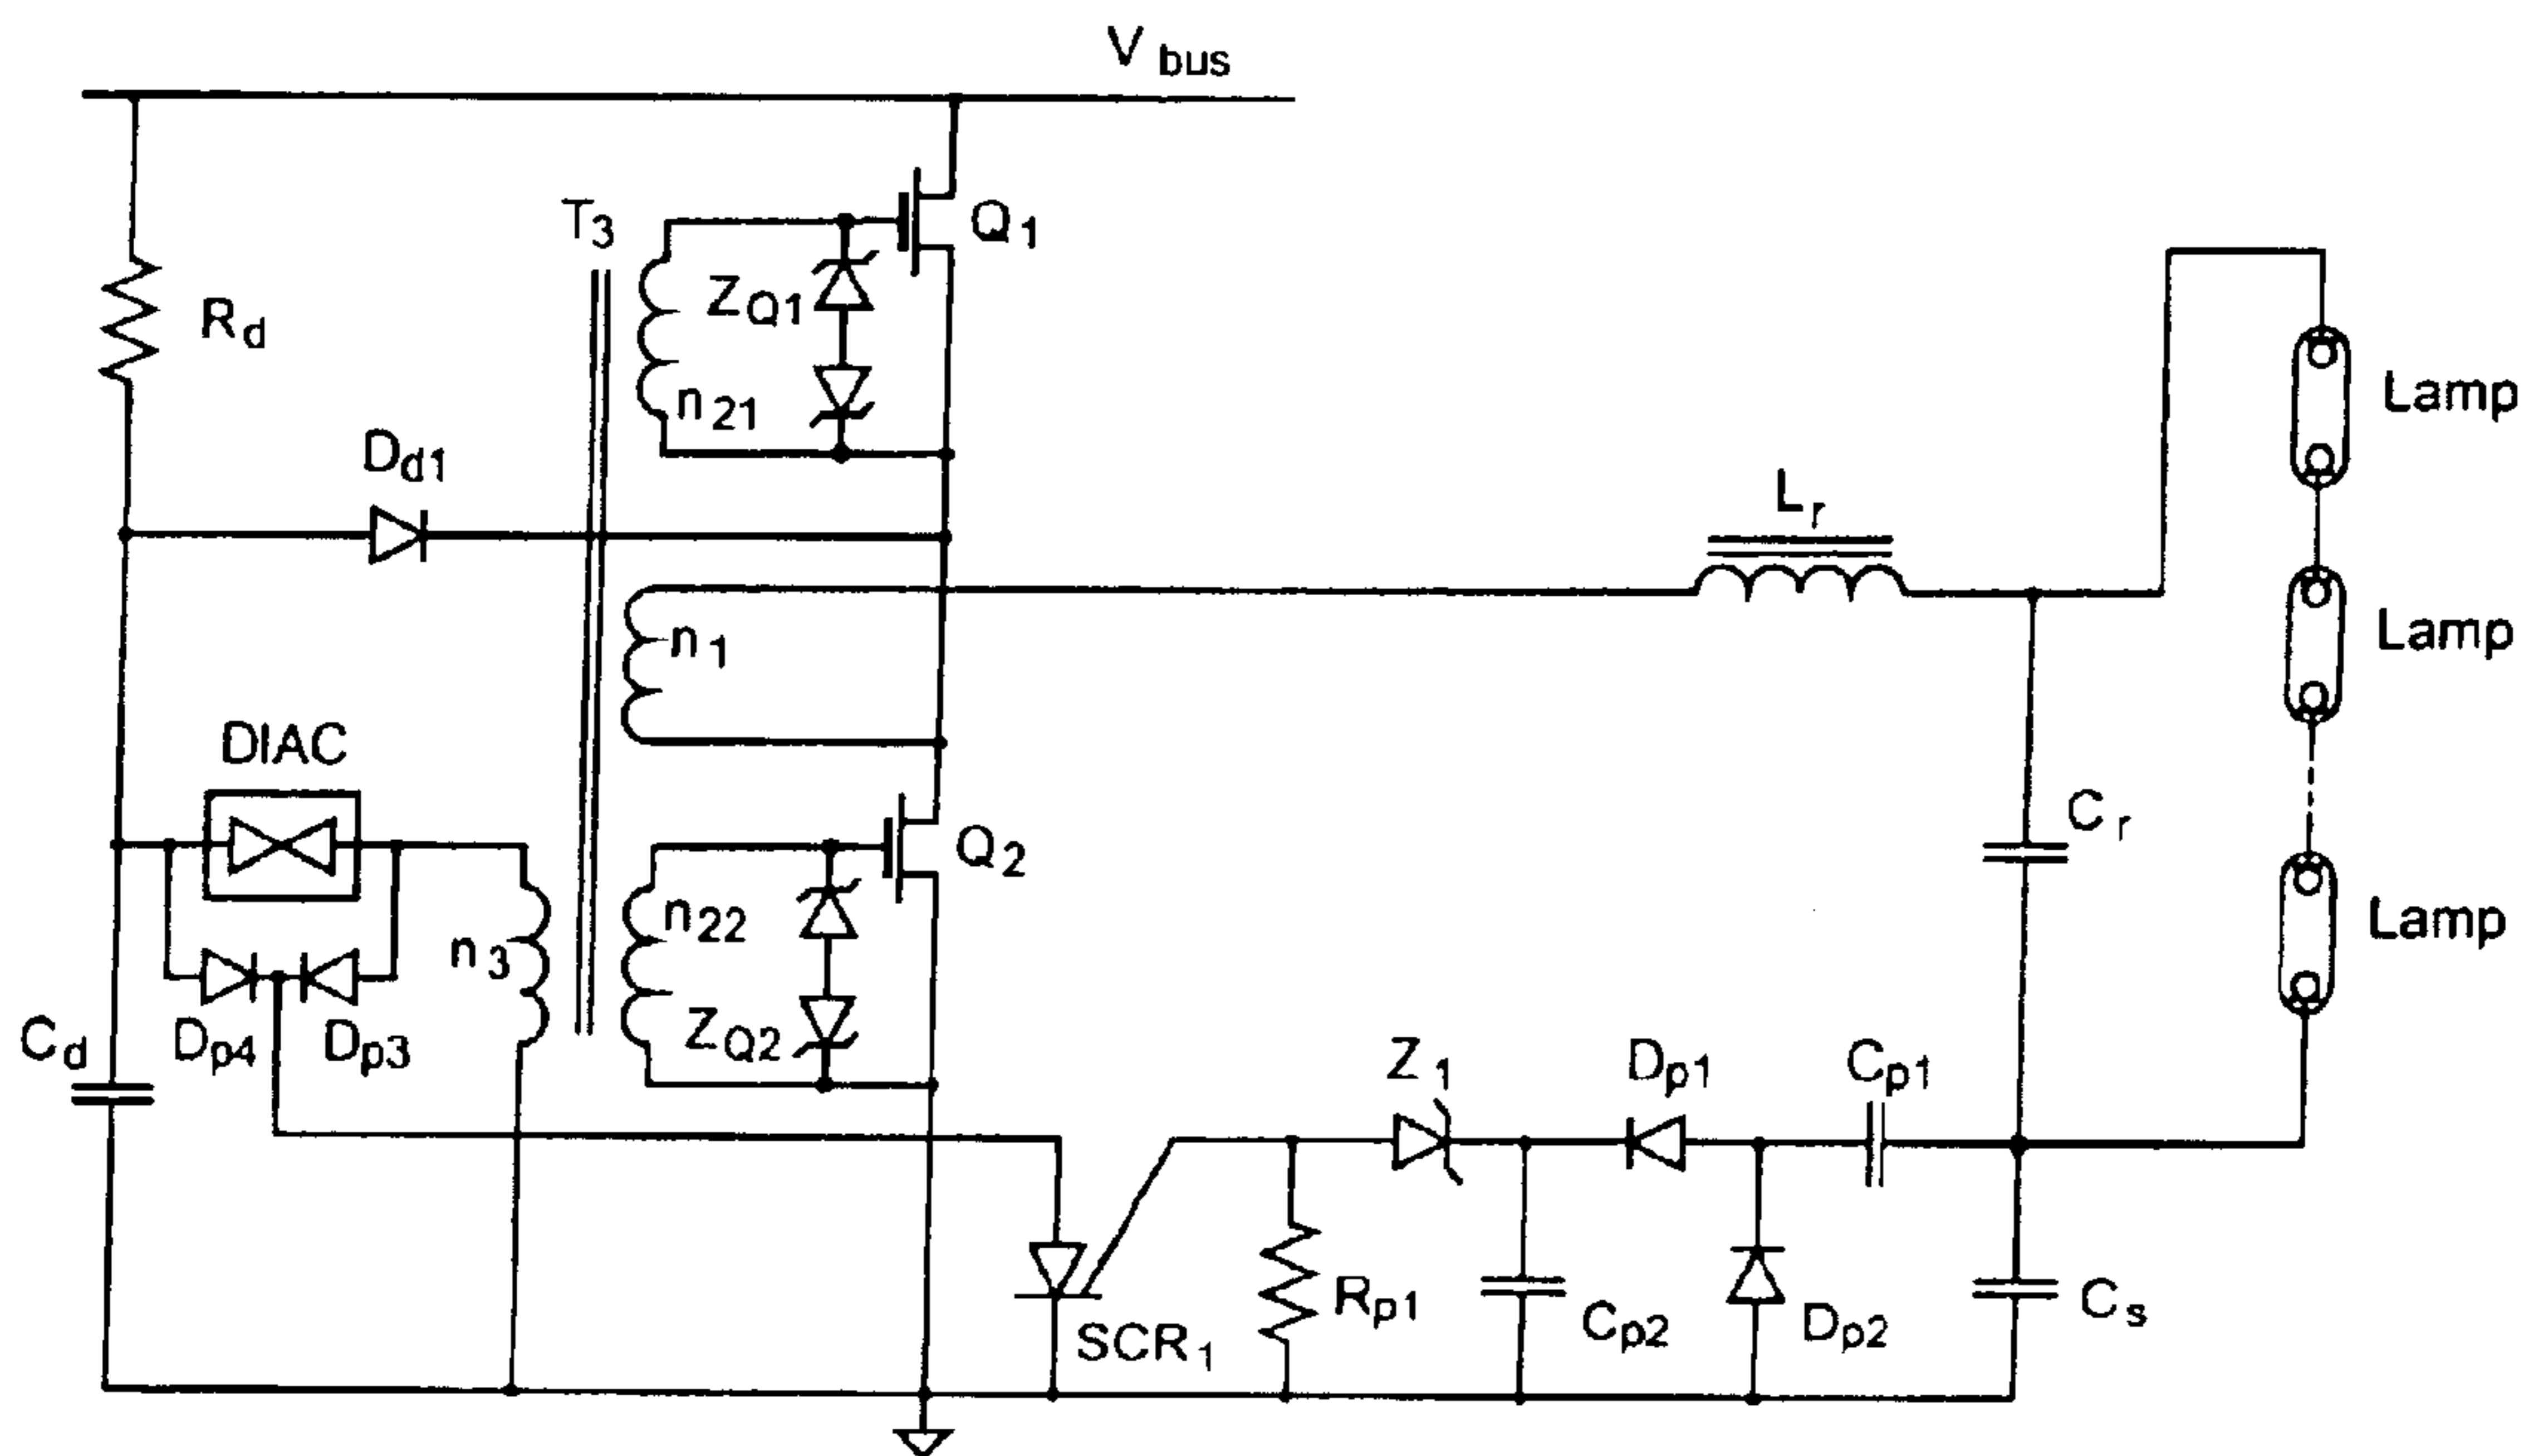 V bus
T3
Q1
ZQ1
Rd
n21
Dd1
Lr
Lamp
n1
Lamp
DIAC
Cr
Q2
n22
Lamp
n3
ZQ2
Cd
Dp4
Dp3
Z1
Dp1
Cp1
Rp1
Cp2
Dp2
Cs
SCR1